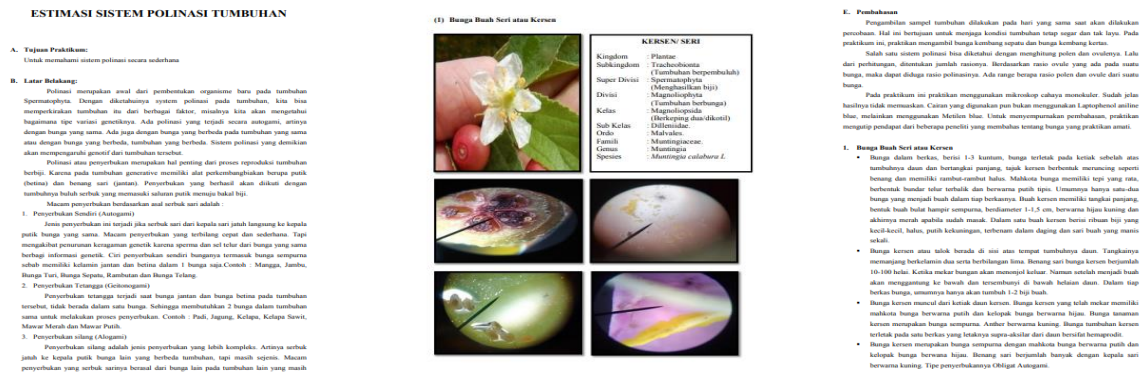 ESTIMASI SISTEM POLINASI TUMBUHAN
A. Tujuan Praktikum:
Untuk memahami sistem polinasi secara sederhana
B. Latar Belakang:
Polinasi merupakan awal dari pembentukan organisme baru pada tumbuhan
Spermatophyta. Dengan diketahuinya system polinasi pada tumbuhan, kita bisa
memperkirakan tumbuhan itu dari berbagai faktor, misalnya kita akan mengetahui
bagaimana tipe variasi genetiknya. Ada polinasi yang terjadi secara autogami, artinya
dengan bunga yang sama. Ada juga dengan bunga yang berbeda pada tumbuhan yang sama
atau dengan bunga yang berbeda, tumbuhan yang berbeda. Sistem polinasi yang demikian
akan mempengaruhi genotif dari tumbuhan tersebut.
Polinasi atau penyerbukan merupakan hal penting dari proses reproduksi tumbuhan
berbiji. Karena pada tumbuhan generative memiliki alat perkembangbiakan berupa putik
(betina) dan benang sari (jantan). Penyerbukan yang berhasil akan diikuti dengan
tumbuhnya buluh serbuk yang memasuki saluran putik menuju bakal biji.
Macam penyerbukan berdasarkan asal serbuk sari adalah :
1. Penyerbukan Sendiri (Autogami)
Jenis penyerbukan ini terjadi jika serbuk sari dari kepala sari jatuh langsung ke kepala
putik bunga yang sama. Macam penyerbukan yang terbilang cepat dan sederhana. Tapi
mengakibat penurunan keragaman genetik karena sperma dan sel telur dari bunga yang sama
berbagi informasi genetik. Ciri penyerbukan sendiri bunganya termasuk bunga sempurna
sebab memiliki kelamin jantan dan betina dalam 1 bunga saja.Contoh : Mangga, Jambu,
Bunga Turi, Bunga Sepatu, Rambutan dan Bunga Telang.
2. Penyerbukan Tetangga (Geitonogami)
Penyerbukan tetangga terjadi saat bunga jantan dan bunga betina pada tumbuhan
tersebut, tidak berada dalam satu bunga. Sehingga membutuhkan 2 bunga dalam tumbuhan
sama untuk melakukan proses penyerbukan. Contoh : Padi, Jagung, Kelapa, Kelapa Sawit,
Mawar Merah dan Mawar Putih.
3. Penyerbukan silang (Alogami)
Penyerbukan silang adalah jenis penyerbukan yang lebih kompleks. Artinya serbuk
jatuh ke kepala putik bunga lain yang berbeda tumbuhan, tapi masih sejenis. Macam
penyerbukan yang serbuk sarinya berasal dari bunga lain pada tumbuhan lain yang masih
(1) Bunga Buah Seri atau Kersen
KERSEN/ SERI
Kingdom : Plantae
Subkingdom : Tracheobionta
(Tumbuhan berpembuluh)
Super Divisi : Spermatophyta
(Menghasilkan biji)
Divisi : Magnoliophyta
(Tumbuhan berbunga)
Kelas : Magnoliopsida
(Berkeping dua/dikotil)
Sub Kelas : Dilleniidae.
Ordo : Malvales.
Famili : Muntingiaceae.
Genus : Muntingia
Spesies : Muntingia calabura L
E. Pembahasan
Pengambilan sampel tumbuhan dilakukan pada hari yang sama saat akan dilakukan
percobaan. Hal ini bertujuan untuk menjaga kondisi tumbuhan tetap segar dan tak layu. Pada
praktikum ini, praktikan mengambil bunga kembang sepatu dan bunga kembang kertas.
Salah satu sistem polinasi bisa diketahui dengan menghitung polen dan ovulenya. Lalu
dari perhitungan, ditentukan jumlah rasionya. Berdasarkan rasio ovule yang ada pada suatu
bunga, maka dapat diduga rasio polinasinya. Ada range berapa rasio polen dan ovule dari suatu
bunga.
Pada praktikum ini praktikan menggunakan mikroskop cahaya monokuler. Sudah jelas
hasilnya tidak memuaskan. Cairan yang digunakan pun bukan menggunakan Laptophenol aniline
blue, melainkan menggunakan Metilen blue. Untuk menyempurnakan pembahasan, praktikan
mengutip pendapat dari beberapa peneliti yang membahas tentang bunga yang praktikan amati.
1. Bunga Buah Seri atau Kersen
• Bunga dalam berkas, berisi 1-3 kuntum, bunga terletak pada ketiak sebelah atas
tumbuhnya daun dan bertangkai panjang, tajuk kersen berbentuk meruncing seperti
benang dan memiliki rambut-rambut halus. Mahkota bunga memiliki tepi yang rata,
berbentuk bundar telur terbalik dan berwarna putih tipis. Umumnya hanya satu-dua
bunga yang menjadi buah dalam tiap berkasnya. Buah kersen memiliki tangkai panjang,
bentuk buah bulat hampir sempurna, berdiameter 1-1,5 cm, berwarna hijau kuning dan
akhirnya merah apabila sudah masak. Dalam satu buah kersen berisi ribuan biji yang
kecil-kecil, halus, putih kekuningan, terbenam dalam daging dan sari buah yang manis
sekali.
• Bunga kersen atau talok berada di sisi atas tempat tumbuhnya daun. Tangkainya
memanjang berkelamin dua serta berbilangan lima. Benang sari bunga kersen berjumlah
10-100 helai. Ketika mekar bungan akan menonjol keluar. Namun setelah menjadi buah
akan menggantung ke bawah dan tersembunyi di bawah helaian daun. Dalam tiap
berkas bunga, umumnya hanya akan tumbuh 1-2 biji buah.
• Bunga kersen muncul dari ketiak daun kersen. Bungan kersen yang telah mekar memiliki
mahkota bunga berwarna putih dan kelopak bunga berwarna hijau. Bunga tanaman
kersen merupakan bunga sempurna. Anther berwarna kuning. Bunga tumbuhan kersen
terletak pada satu berkas yang letaknya supra-aksilar dari daun bersifat hemaprodit.
• Bunga kersen merupakan bunga sempurna dengan mahkota bunga berwarna putih dan
kelopak bunga berwana hijau. Benang sari berjumlah banyak dengan kepala sari
berwarna kuning. Tipe penyerbukannya Obligat Autogami.